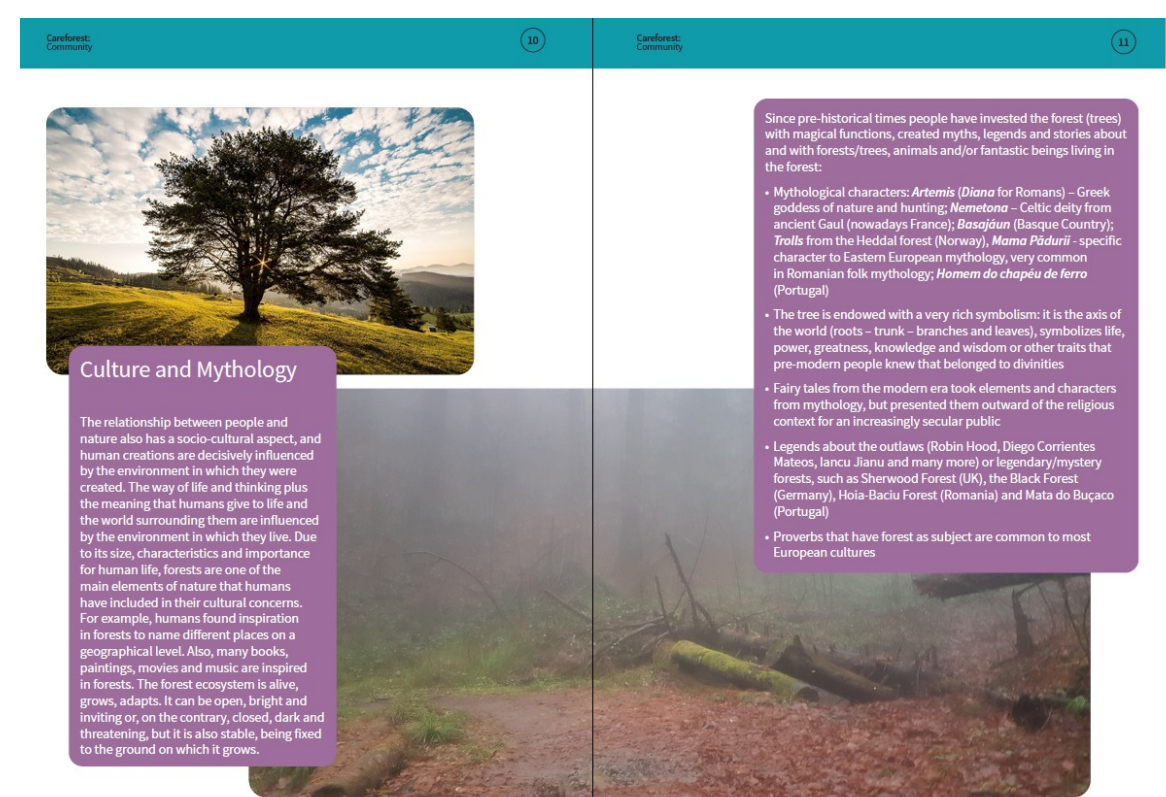 Careforest:
Community
10
Culture and Mythology
The relationship between people and
nature also has a socio-cultural aspect, and
human creations are decisively influenced
by the environment in which they were
created. The way of life and thinking plus
the meaning that humans give to life and
the world surrounding them are influenced
by the environment in which they live. Due
to its size, characteristics and importance
for human life, forests are one of the
main elements of nature that humans
have included in their cultural concerns.
For example, humans found inspiration
in forests to name different places on a
geographical level. Also, many books,
paintings, movies and music are inspired
in forests. The forest ecosystem is alive,
grows, adapts. It can be open, bright and
inviting or, on the contrary, closed, dark and
threatening, but it is also stable, being fixed
to the ground on which it grows.
Careforest:
Community
11
Since pre-historical times people have invested the forest (trees)
with magical functions, created myths, legends and stories about
and with forests/trees, animals and/or fantastic beings living in
the forest:
• Mythological characters: Artemis (Diana for Romans) – Greek
goddess of nature and hunting; Nemetona – Celtic deity from
ancient Gaul (nowadays France); Basajáun (Basque Country);
Trolls from the Heddal forest (Norway), Mama Pădurii - specific
character to Eastern European mythology, very common
in Romanian folk mythology; Homem do chapéu de ferro
(Portugal)
• The tree is endowed with a very rich symbolism: it is the axis of
the world (roots – trunk – branches and leaves), symbolizes life,
power, greatness, knowledge and wisdom or other traits that
pre-modern people knew that belonged to divinities
• Fairy tales from the modern era took elements and characters
from mythology, but presented them outward of the religious
context for an increasingly secular public
• Legends about the outlaws (Robin Hood, Diego Corrientes
Mateos, Iancu Jianu and many more) or legendary/mystery
forests, such as Sherwood Forest (UK), the Black Forest
(Germany), Hoia-Baciu Forest (Romania) and Mata do Buçaco
(Portugal)
• Proverbs that have forest as subject are common to most
European cultures